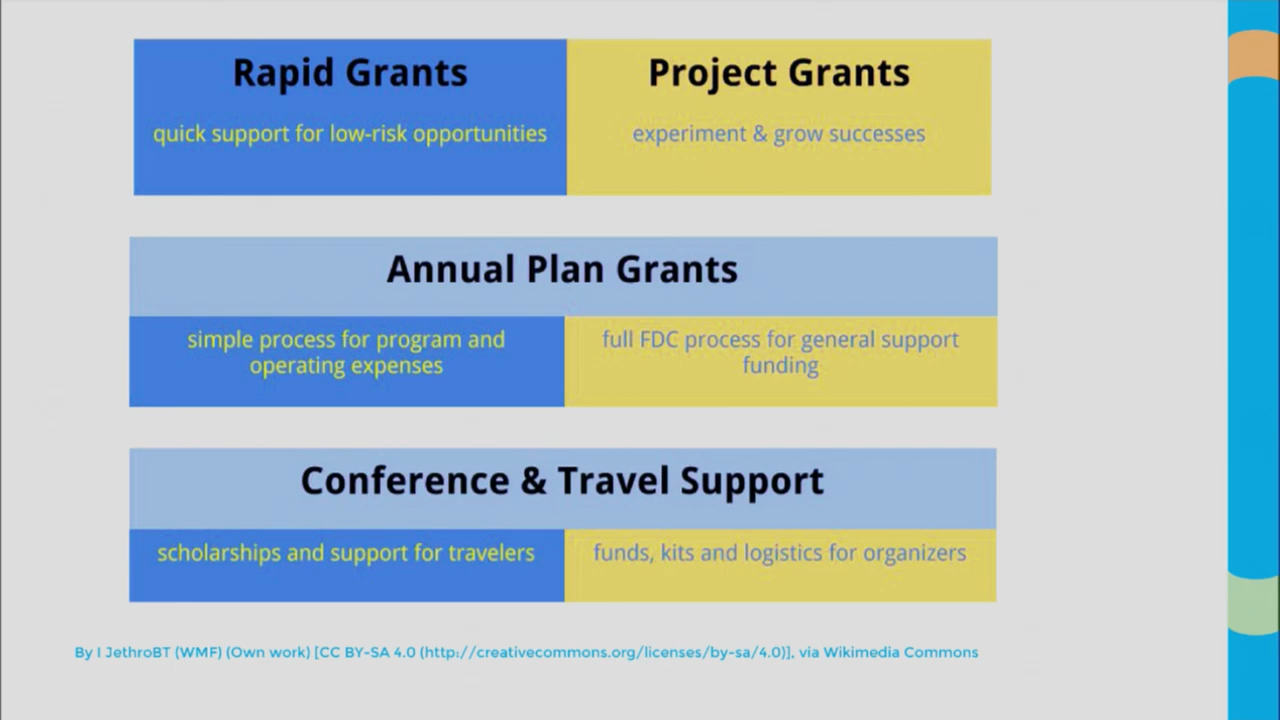 Rapid Grants
quick support for low-risk opportunities
Project Grants
experiment & grow successes
Annual Plan Grants
simple process for program and
operating expenses
full FDC process for general support
funding
Conference & Travel Support
scholarships and support for travelers
funds, kits and logistics for organizers
By I JethroBT (WMF) (Own work) [CC BY-SA 4.0 (http://creativecommons.org/licenses/by-sa/4.0)], via Wikimedia Commons